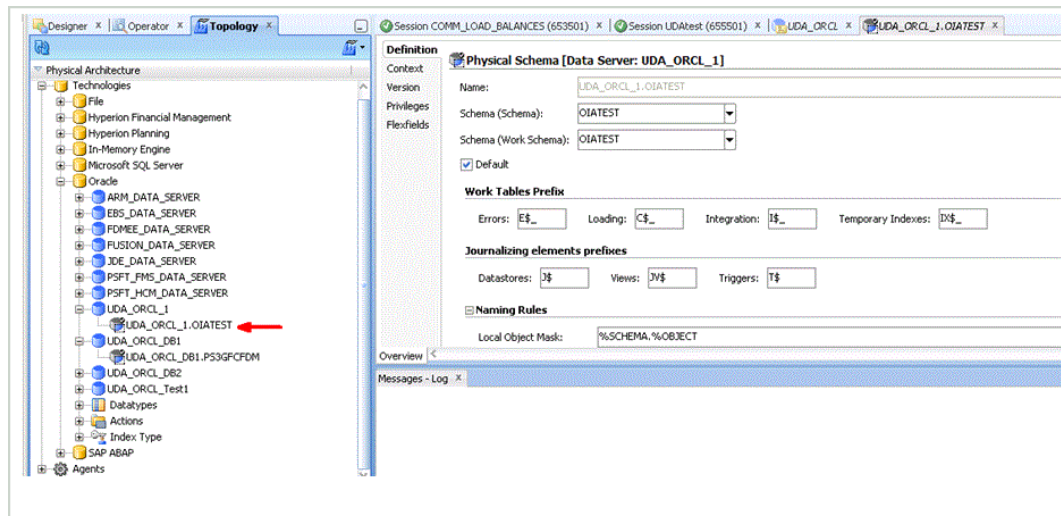 Designer Operator Topology
Physical Architecture
Technologies
File
Hyperion Financial Management
Hyperion Planning
In-Memory Engine
Microsoft SQL Server
Oracle
ARM_DATA_SERVER
EBS_DATA_SERVER
FDMEE_DATA_SERVER
FUSION_DATA_SERVER
JDE_DATA_SERVER
PSFT_FMS_DATA_SERVER
PSFT_HCM_DATA_SERVER
UDA_ORCL_1
UDA_ORCL_1.OIATEST
UDA_ORCL_DB1
UDA_ORCL_DB1.PS3GFCFDM
UDA_ORCL_DB2
UDA_ORCL_Test1
Datatypes
Actions
Index Type
SAP ABAP
Agents
Session COMM_LOAD_BALANCES (653501) Session UDAtest (655501) UDA_ORCL UDA_ORCL_1.OIATEST
Definition
Context
Version
Privileges
Flexfields
Physical Schema [Data Server: UDA_ORCL_1]
Name: UDA_ORCL_1.OIATEST
Schema (Schema): OIATEST
Schema (Work Schema): OIATEST
Default
Work Tables Prefix
Errors: E$_ Loading: C$_ Integration: I$_ Temporary Indexes: IX$_
Journalizing elements prefixes
Datastores: J$ Views: JV$ Triggers: T$
Naming Rules
Local Object Mask: %SCHEMA.%OBJECT
Overview
Messages - Log